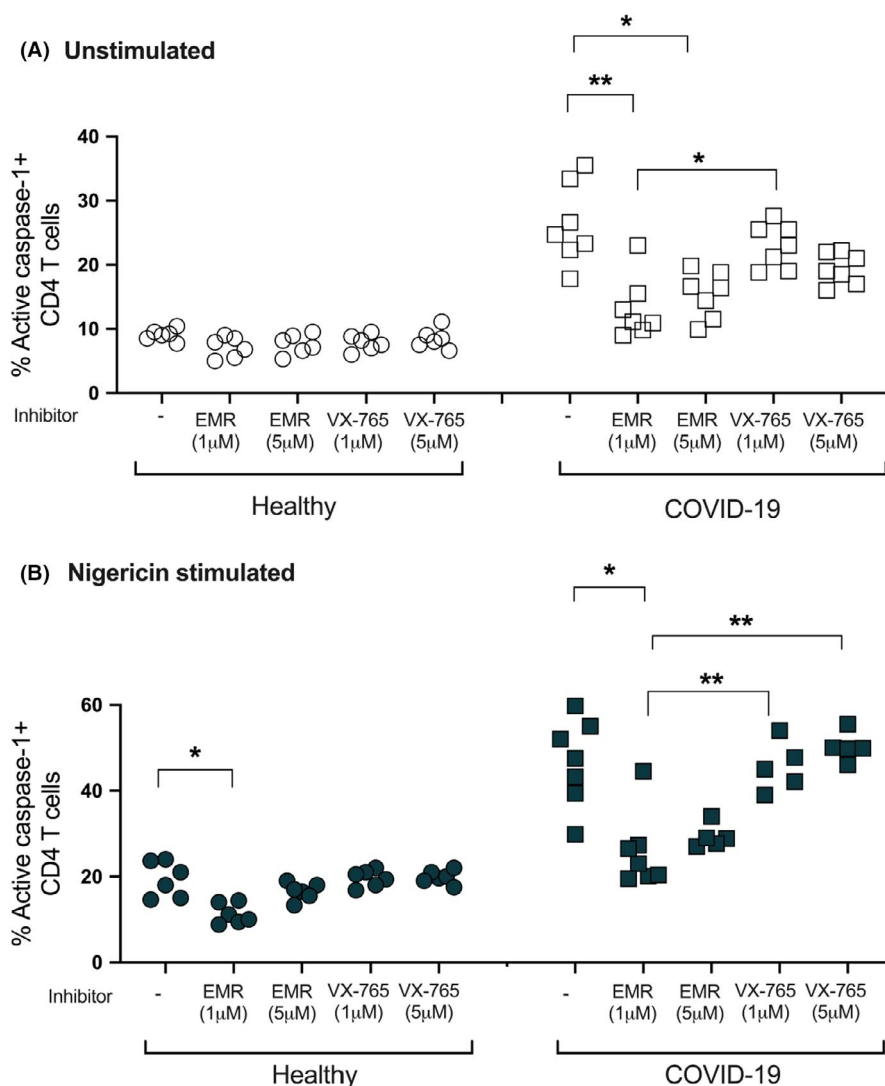 (A) Unstimulated
*
**
*
40
30
20
10
0
% Active caspase-1+
CD4 T cells
Inhibitor
- EMR EMR VX-765 VX-765 - EMR EMR VX-765 VX-765
(1μM) (5μM) (1μM) (5μM) (1μM) (5μM) (1μM) (5μM)
Healthy COVID-19
(B) Nigericin stimulated
*
**
**
*
60
40
20
0
% Active caspase-1+
CD4 T cells
Inhibitor
- EMR EMR VX-765 VX-765 - EMR EMR VX-765 VX-765
(1μM) (5μM) (1μM) (5μM) (1μM) (5μM) (1μM) (5μM)
Healthy COVID-19